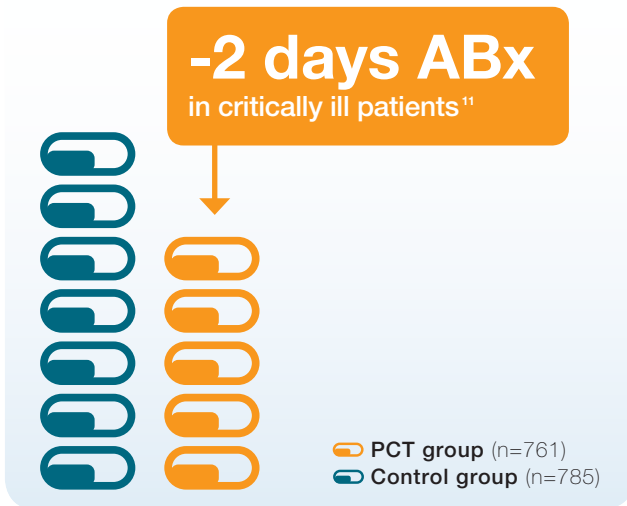 -2 days ABx
in critically ill patients¹¹
PCT group (n=761)
Control group (n=785)